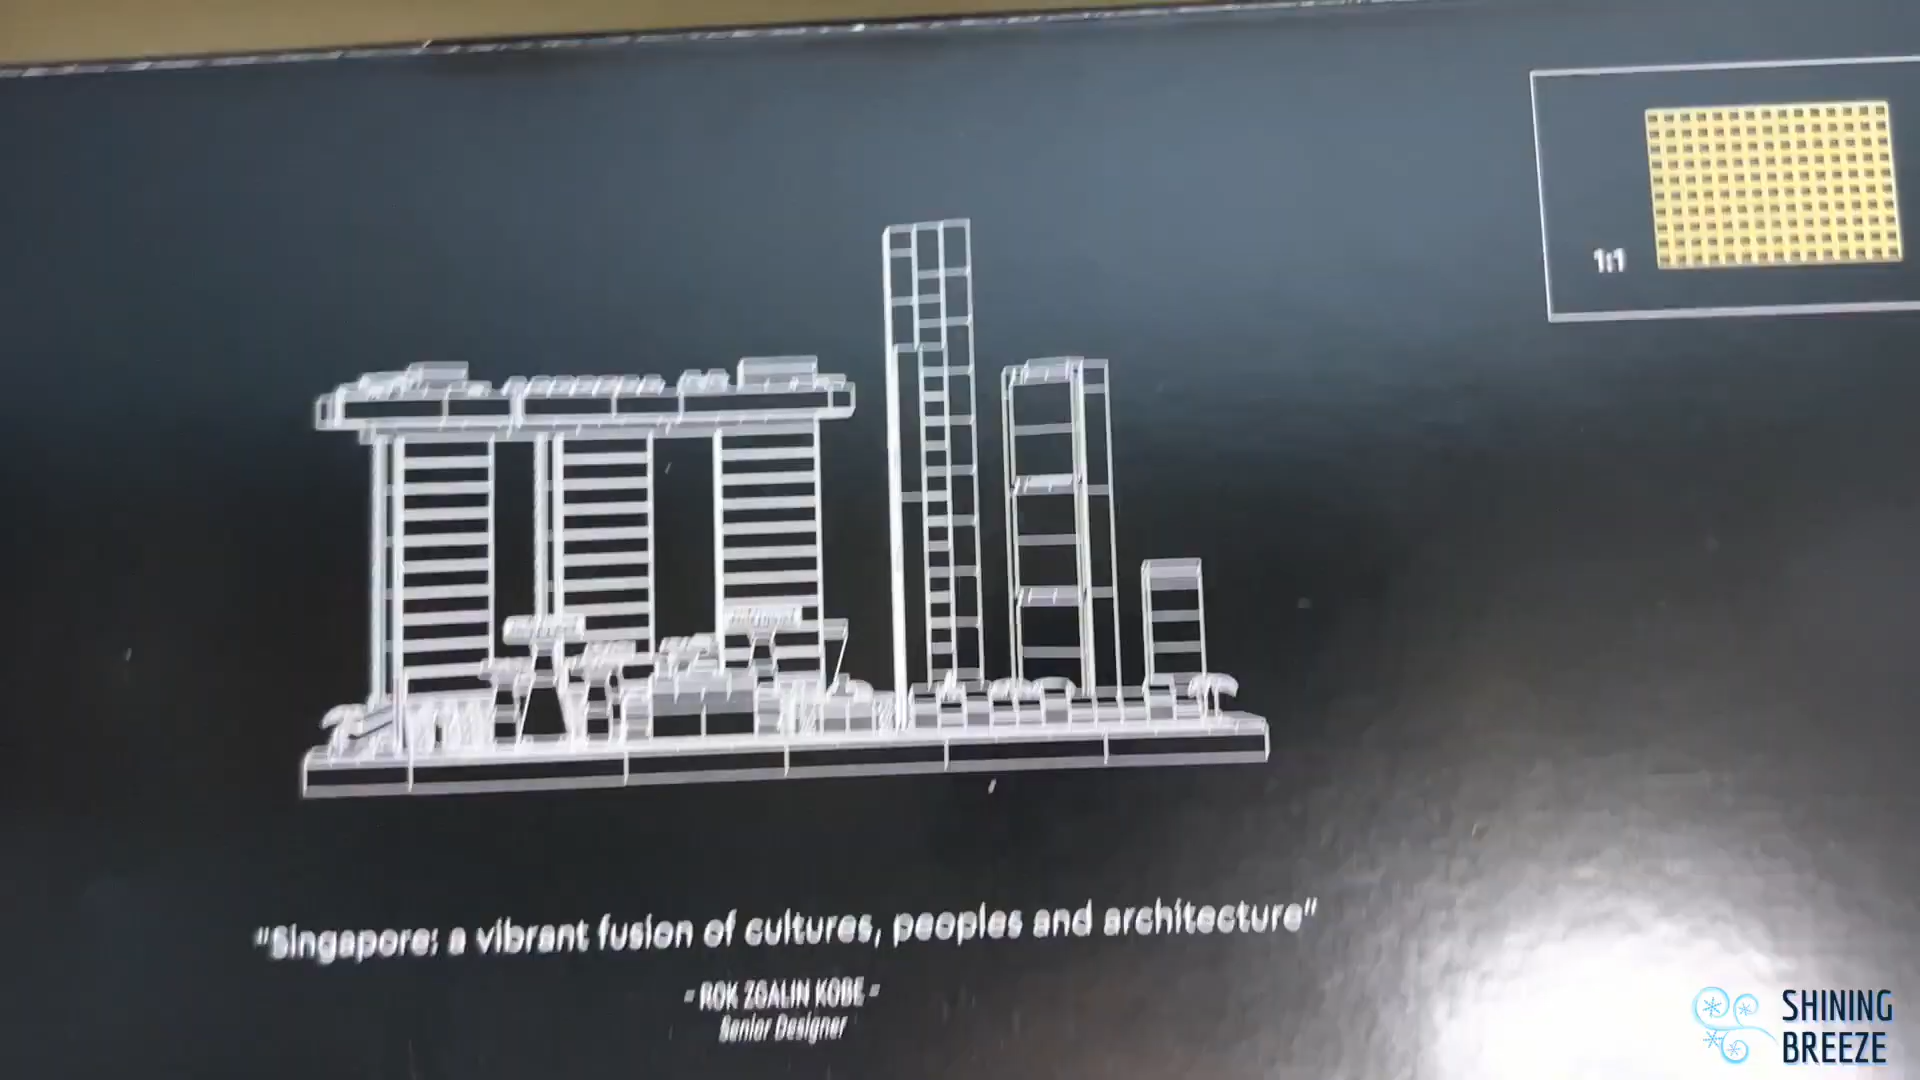 1:1
"Singapore: a vibrant fusion of cultures, peoples and architecture"
- ROK ZGALIN KOBE -
Senior Designer
SHINING
BREEZE